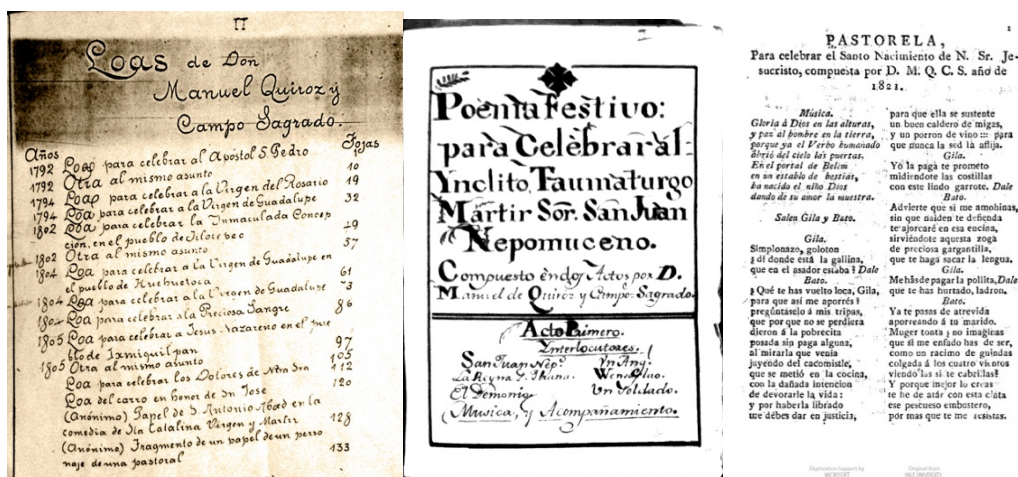 II
Loas de Don
Manuel Quiroz y
Campo Sagrado.
Años Fojas
1792 Loa para celebrar al Apostol S. Pedro
1792 Otra al mismo asunto 10
1794 Loa para celebrar a la Virgen del Rosario 19
1794 Loa para celebrar a la Virgen de Guadalupe 32
1802 Loa para celebrar la Inmaculada Concep
ción, en el pueblo de Jilotepec 49
1802 Otra al mismo asunto 57
1804 Loa para celebrar a la Virgen de Guadalupe en
el pueblo de Huehuetoca 61
1804 Loa para celebrar a la Virgen de Guadalupe 73
1804 Loa para celebrar a la Preciosa Sangre 86
1805 Loa para celebrar a Jesus Nazareno en el pue
blo de Ixmiquilpan 97
1805 Otra al mismo asunto 105
Loa para celebrar los Dolores de Ntra Sra 112
Loa del carro en honor de Sn Jose 120
(Anónimo) Papel de S. Antonio Abad en la
comedia de Sta Catalina Virgen y Martir 128
(Anónimo) Fragmento de un papel de un perso
naje de una pastoral 133
Poema Festivo:
para Celebrar al
Ynclito, Taumaturgo
Martir Sor. San Juan
Nepomuceno.
Compuesto èn dos Actos por D.
Manuel de Quiroz y Campo Sagrado.
Acto Primero.
Interlocutores.
San Juan Nepo. Un Angl
La Reyna Da. Juana. Wenseslao.
El Demonio Un Soldado.
Musica, y Acompañamiento.
1
PASTORELA,
Para celebrar el Santo Nacimiento de N. Sr. Je-
sucristo, compuesta por D. M. Q. C. S. año de
1821.
Música.
Gloria á Dios en las alturas,
y paz al hombre en la tierra,
porque ya el Verbo humanado
abrió del cielo las puertas.
En el portal de Belen
en un establo de bestias,
ha nacido el niño Dios
dando de su amor la muestra.
Salen Gila y Bato.
Gila.
Simplonazo, goloton
¿ di donde está la gallina,
que en el asador estaba ? Dale
Bato.
¿ Qué te has vuelto loca, Gila,
para que así me aporrés ?
pregúntaselo á mis tripas,
que por que no se perdiera
dieron á la pobrecita
posada sin paga alguna,
al mirarla que venia
juyendo del cacomistle,
que se metió en la cocina,
con la dañada intencion
de devorarle la vida :
y por haberla librado
me debes dar en justicia,
para que ella se sustente
un buen caldero de migas,
y un porron de vino para
que nunca la sed la aflija.
Gila.
Yo la paga te prometo
midiendote las costillas
con este lindo garrote. Dale
Bato.
Advierte que si me amohinas,
sin que naiden te defienda
te ajorcaré en esa encina,
sirviéndote aquesta zoga
de preciosa gargantilla,
que te haga sacar la lengua.
Gila.
Me has de pagar la pollita, Dale
que te has hurtado, ladron.
Bato.
Ya te pasas de atrevida
aporreando á tu marido.
Muger tonta ¿ no imaginas
que si me enfado has de ser,
como un racimo de guindas
colgada á los cuatro vientos
viendo las si te cabrillas?
Y porque mejor lo creas
te he de atar con esta cinta
ese pescueso embustero,
por mas que te me
Digitization Support by
MICROSOFT
Original from
YALE UNIVERSITY